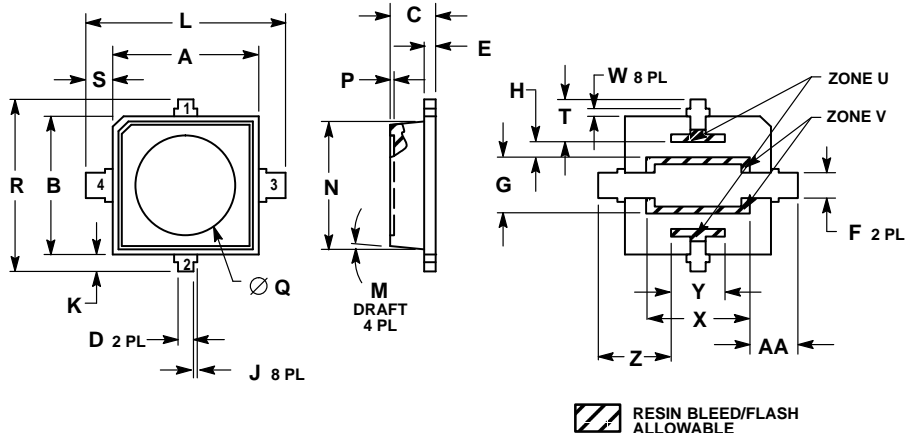 L
A
S
1
R
B
4
3
2
K
D 2 PL
J 8 PL
Ø Q
C
E
P
N
M
DRAFT
4 PL
H
T
W 8 PL
ZONE U
ZONE V
G
F 2 PL
Y
X
Z
AA
RESIN BLEED/FLASH
ALLOWABLE